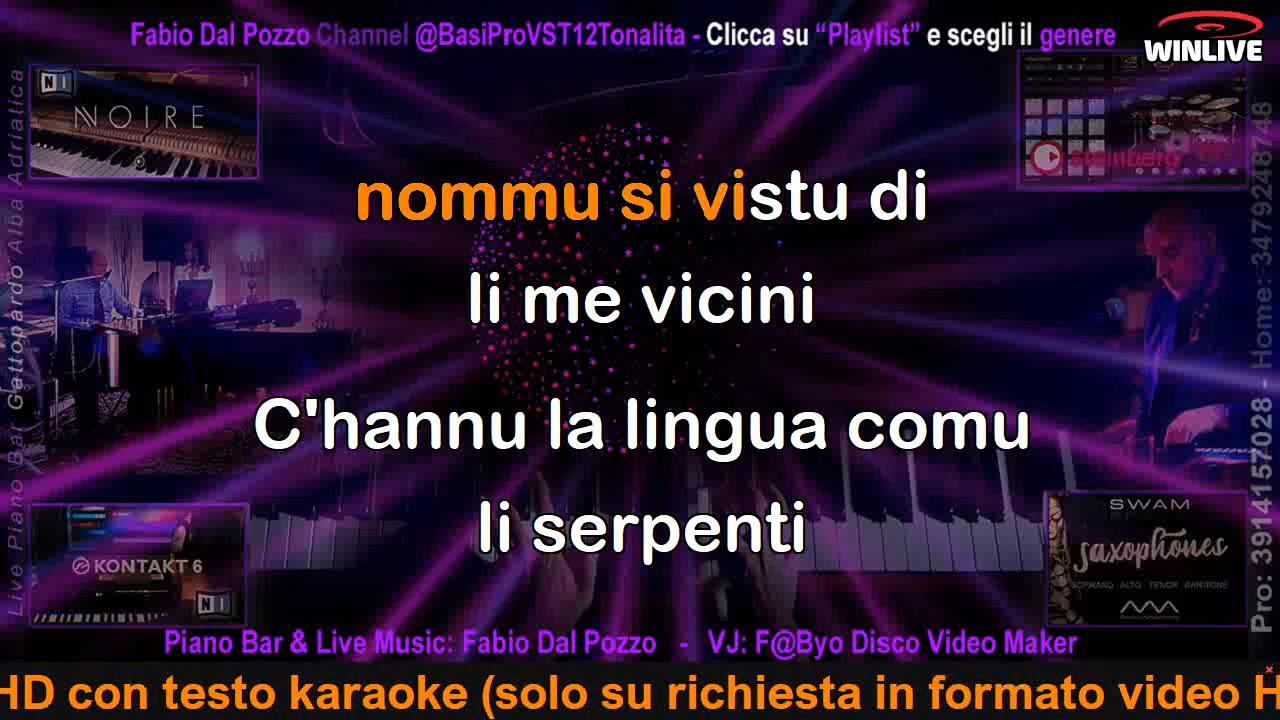 Fabio Dal Pozzo Channel @BasiProVST12Tonalita - Clicca su “Playlist” e scegli il genere
WINLIVE
NI
NOIRE
steinberg
nommu si vistu di
li me vicini
C'hannu la lingua comu
li serpenti
Live Piano Bar Gattopardo Alba Adriatica
Pro: 3914157028 - Home: 3479248748
KONTAKT 6
NI
SWAM
saxophones
SOPRANO ALTO TENOR BARITONE
Piano Bar & Live Music: Fabio Dal Pozzo - VJ: F@Byo Disco Video Maker
HD con testo karaoke (solo su richiesta in formato video H